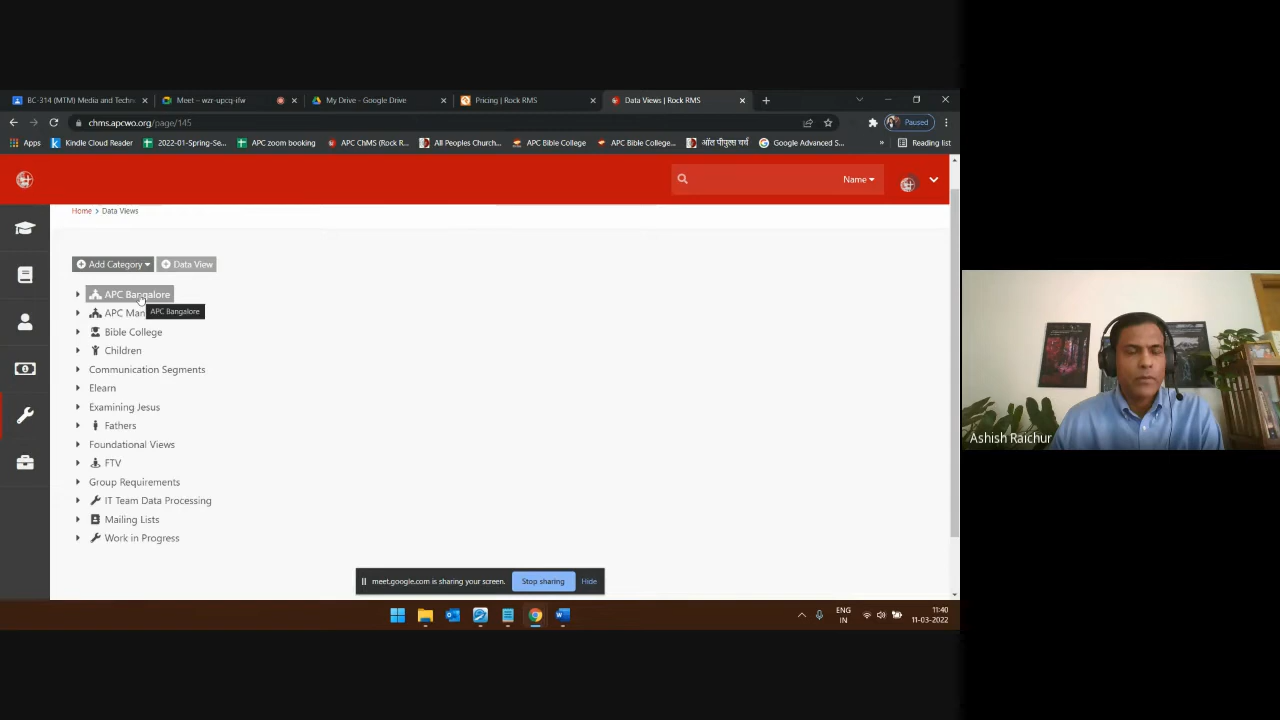 BC-314 (MTM) Media and Techn
Meet – wzr-upcq-ifw
My Drive - Google Drive
Pricing | Rock RMS
Data Views | Rock RMS
chms.apcwo.org/page/145
Paused
Apps
Kindle Cloud Reader
2022-01-Spring-Se...
APC zoom booking
APC ChMS (Rock R...
All Peoples Church...
APC Bible College
APC Bible College...
ऑल पीपुल्स चर्च
Google Advanced S...
»
Reading list
Name
Home > Data Views
Add Category
Data View
APC Bangalore
APC Man
APC Bangalore
Bible College
Children
Communication Segments
Elearn
Examining Jesus
Fathers
Foundational Views
FTV
Group Requirements
IT Team Data Processing
Mailing Lists
Work in Progress
meet.google.com is sharing your screen.
Stop sharing
Hide
ENG
IN
11:40
11-03-2022
Ashish Raichur